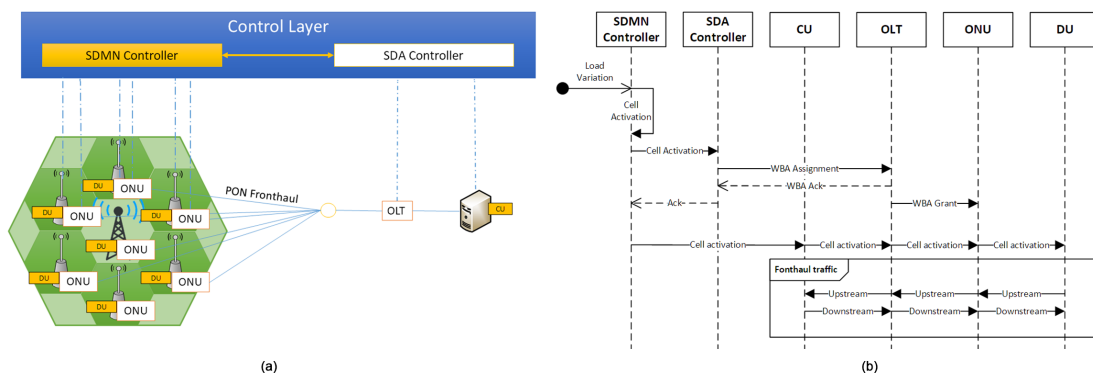 Control Layer
SDMN Controller
SDA Controller
DU
ONU
PON Fronthaul
DU
ONU
DU
ONU
DU
ONU
OLT
CU
DU
ONU
DU
ONU
DU
ONU
(a)
SDMN
Controller
SDA
Controller
CU
OLT
ONU
DU
Load
Variation
Cell
Activation
Cell Activation
WBA Assignment
WBA Ack
Ack
WBA Grant
Cell activation
Cell activation
Cell activation
Cell activation
Fonthaul traffic
Upstream
Upstream
Upstream
Downstream
Downstream
Downstream
(b)